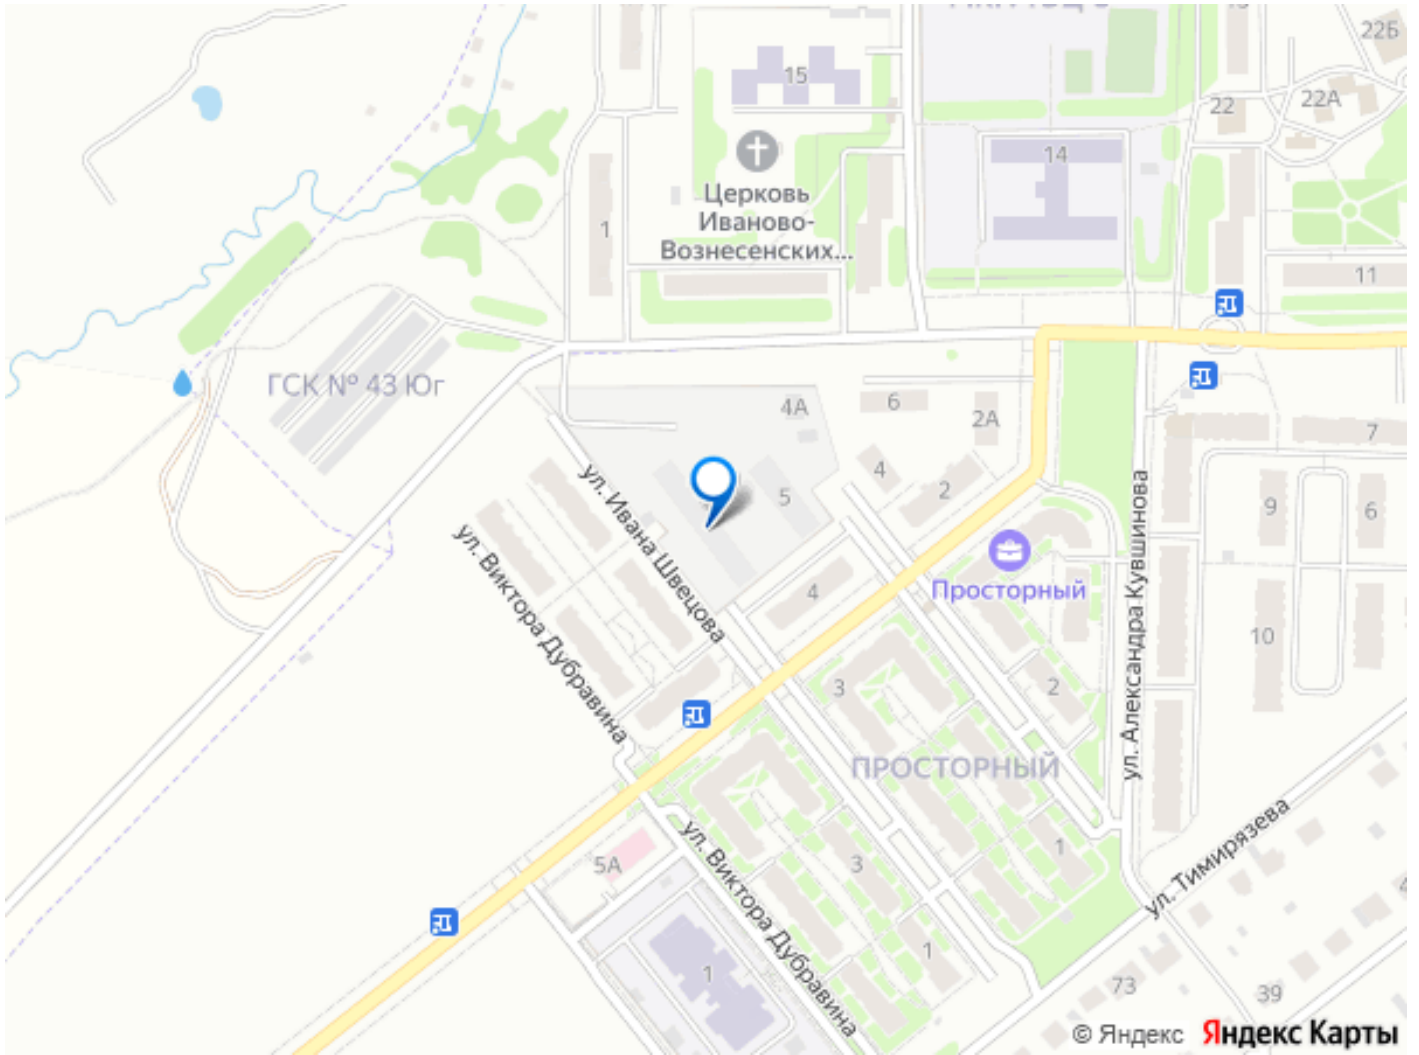 22Б
15
22А
22
14
Церковь
Иваново-
Вознесенских...
1
11
ГСК № 43 Юг
4А
6
2А
7
4
2
5
9
6
ул. Ивана Швецова
ул. Виктора Дубравина
ул. Александра Кувшинова
Просторный
4
10
3
2
ПРОСТОРНЫЙ
ул. Тимирязева
5А
ул. Виктора Дубравина
3
1
1
1
73
39
© Яндекс Яндекс Карты